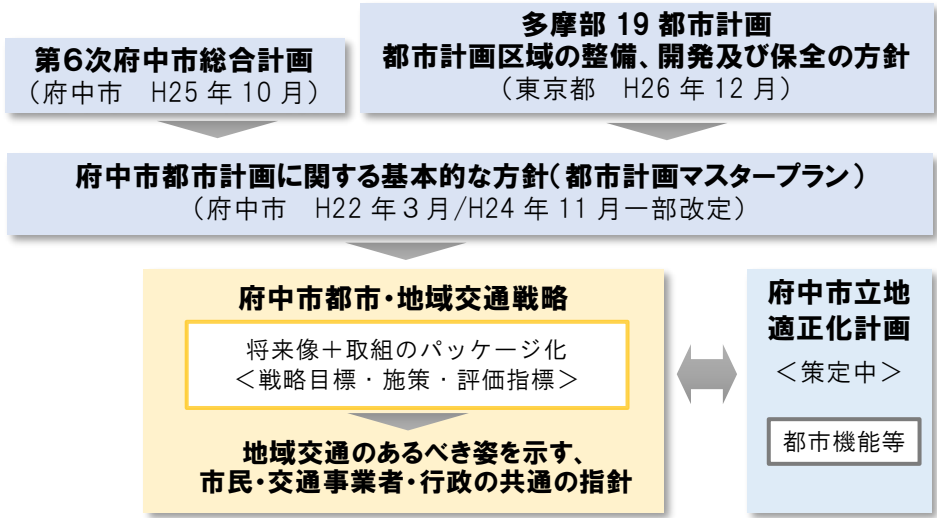 第6次府中市総合計画
（府中市　H25 年 10 月）
多摩部 19 都市計画
都市計画区域の整備、開発及び保全の方針
（東京都　H26 年 12 月）
府中市都市計画に関する基本的な方針（都市計画マスタープラン）
（府中市　H22 年３月/H24 年 11 月一部改定）
府中市都市・地域交通戦略
将来像＋取組のパッケージ化
＜戦略目標・施策・評価指標＞
地域交通のあるべき姿を示す、
市民・交通事業者・行政の共通の指針
府中市立地
適正化計画
＜策定中＞
都市機能等